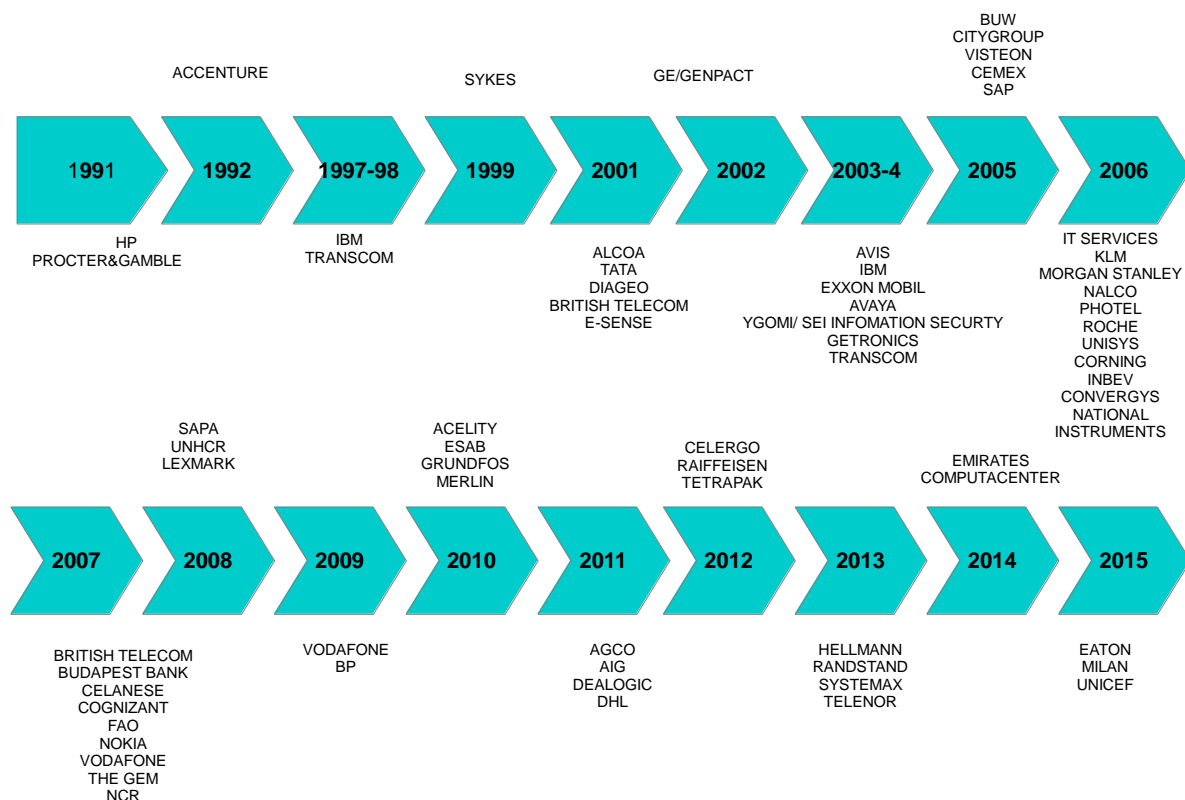 BUW
CITYGROUP
VISTEON
CEMEX
SAP
ACCENTURE
SYKES
GE/GENPACT
1991
1992
1997-98
1999
2001
2002
2003-4
2005
2006
HP
PROCTER&GAMBLE
IBM
TRANSCOM
ALCOA
TATA
DIAGEO
BRITISH TELECOM
E-SENSE
AVIS
IBM
EXXON MOBIL
AVAYA
YGOMI/ SEI INFOMATION SECURTY
GETRONICS
TRANSCOM
IT SERVICES
KLM
MORGAN STANLEY
NALCO
PHOTEL
ROCHE
UNISYS
CORNING
INBEV
CONVERGYS
NATIONAL
INSTRUMENTS
SAPA
UNHCR
LEXMARK
ACELITY
ESAB
GRUNDFOS
MERLIN
CELERGO
RAIFFEISEN
TETRAPAK
EMIRATES
COMPUTACENTER
2007
2008
2009
2010
2011
2012
2013
2014
2015
BRITISH TELECOM
BUDAPEST BANK
CELANESE
COGNIZANT
FAO
NOKIA
VODAFONE
THE GEM
NCR
VODAFONE
BP
AGCO
AIG
DEALOGIC
DHL
HELLMANN
RANDSTAND
SYSTEMAX
TELENOR
EATON
MILAN
UNICEF